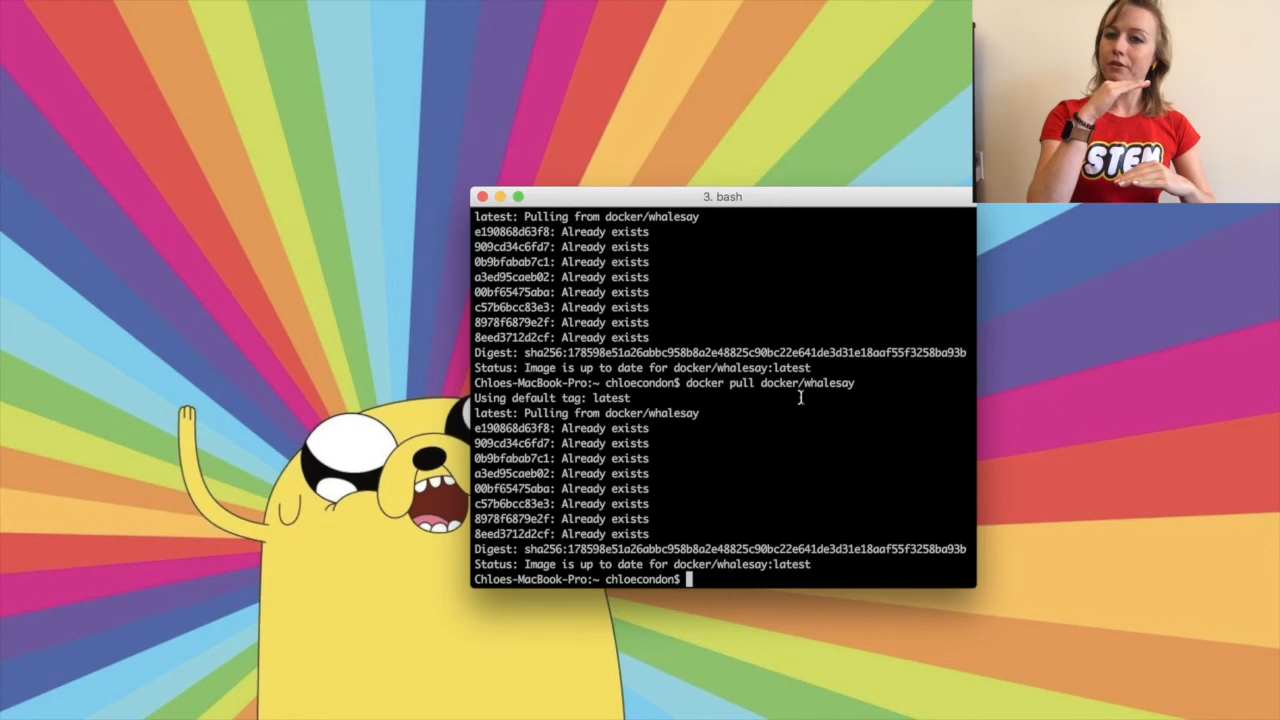 STEM
3. bash
latest: Pulling from docker/whalesay
e190868d63f8: Already exists
909cd34c6fd7: Already exists
0b9bfabab7c1: Already exists
a3ed95caeb02: Already exists
00bf65475aba: Already exists
c57b6bcc83e3: Already exists
8978f6879e2f: Already exists
8eed3712d2cf: Already exists
Digest: sha256:178598e51a26abbc958b8a2e48825c90bc22e641de3d31e18aaf55f3258ba93b
Status: Image is up to date for docker/whalesay:latest
Chloes-MacBook-Pro:~ chloecondon$ docker pull docker/whalesay
Using default tag: latest
latest: Pulling from docker/whalesay
e190868d63f8: Already exists
909cd34c6fd7: Already exists
0b9bfabab7c1: Already exists
a3ed95caeb02: Already exists
00bf65475aba: Already exists
c57b6bcc83e3: Already exists
8978f6879e2f: Already exists
8eed3712d2cf: Already exists
Digest: sha256:178598e51a26abbc958b8a2e48825c90bc22e641de3d31e18aaf55f3258ba93b
Status: Image is up to date for docker/whalesay:latest
Chloes-MacBook-Pro:~ chloecondon$